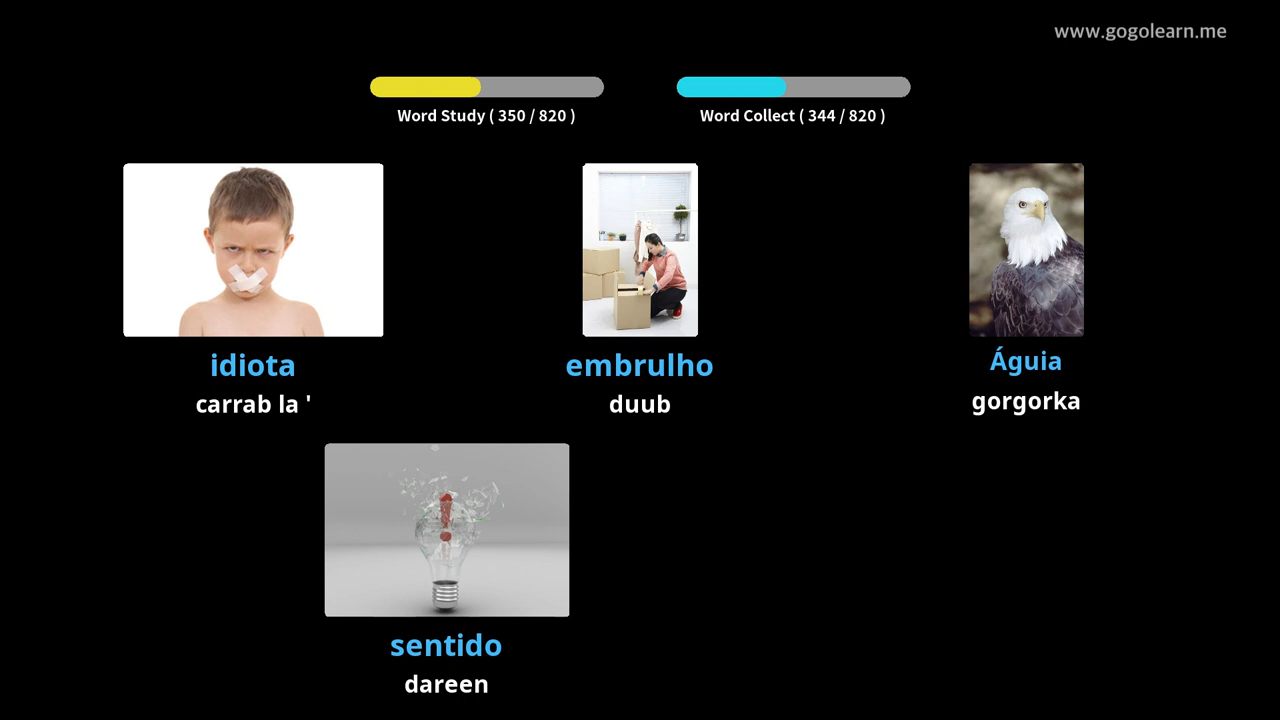 www.gogolearn.me
Word Study ( 350 / 820 )
Word Collect ( 344 / 820 )
idiota
carrab la '
embrulho
duub
Águia
gorgorka
sentido
dareen